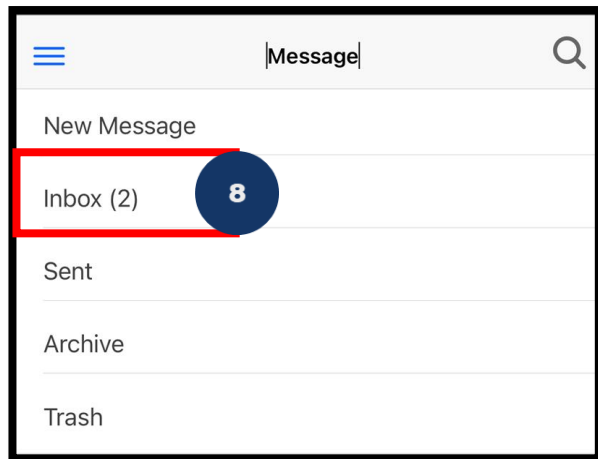 Message
New Message
Inbox (2)
8
Sent
Archive
Trash